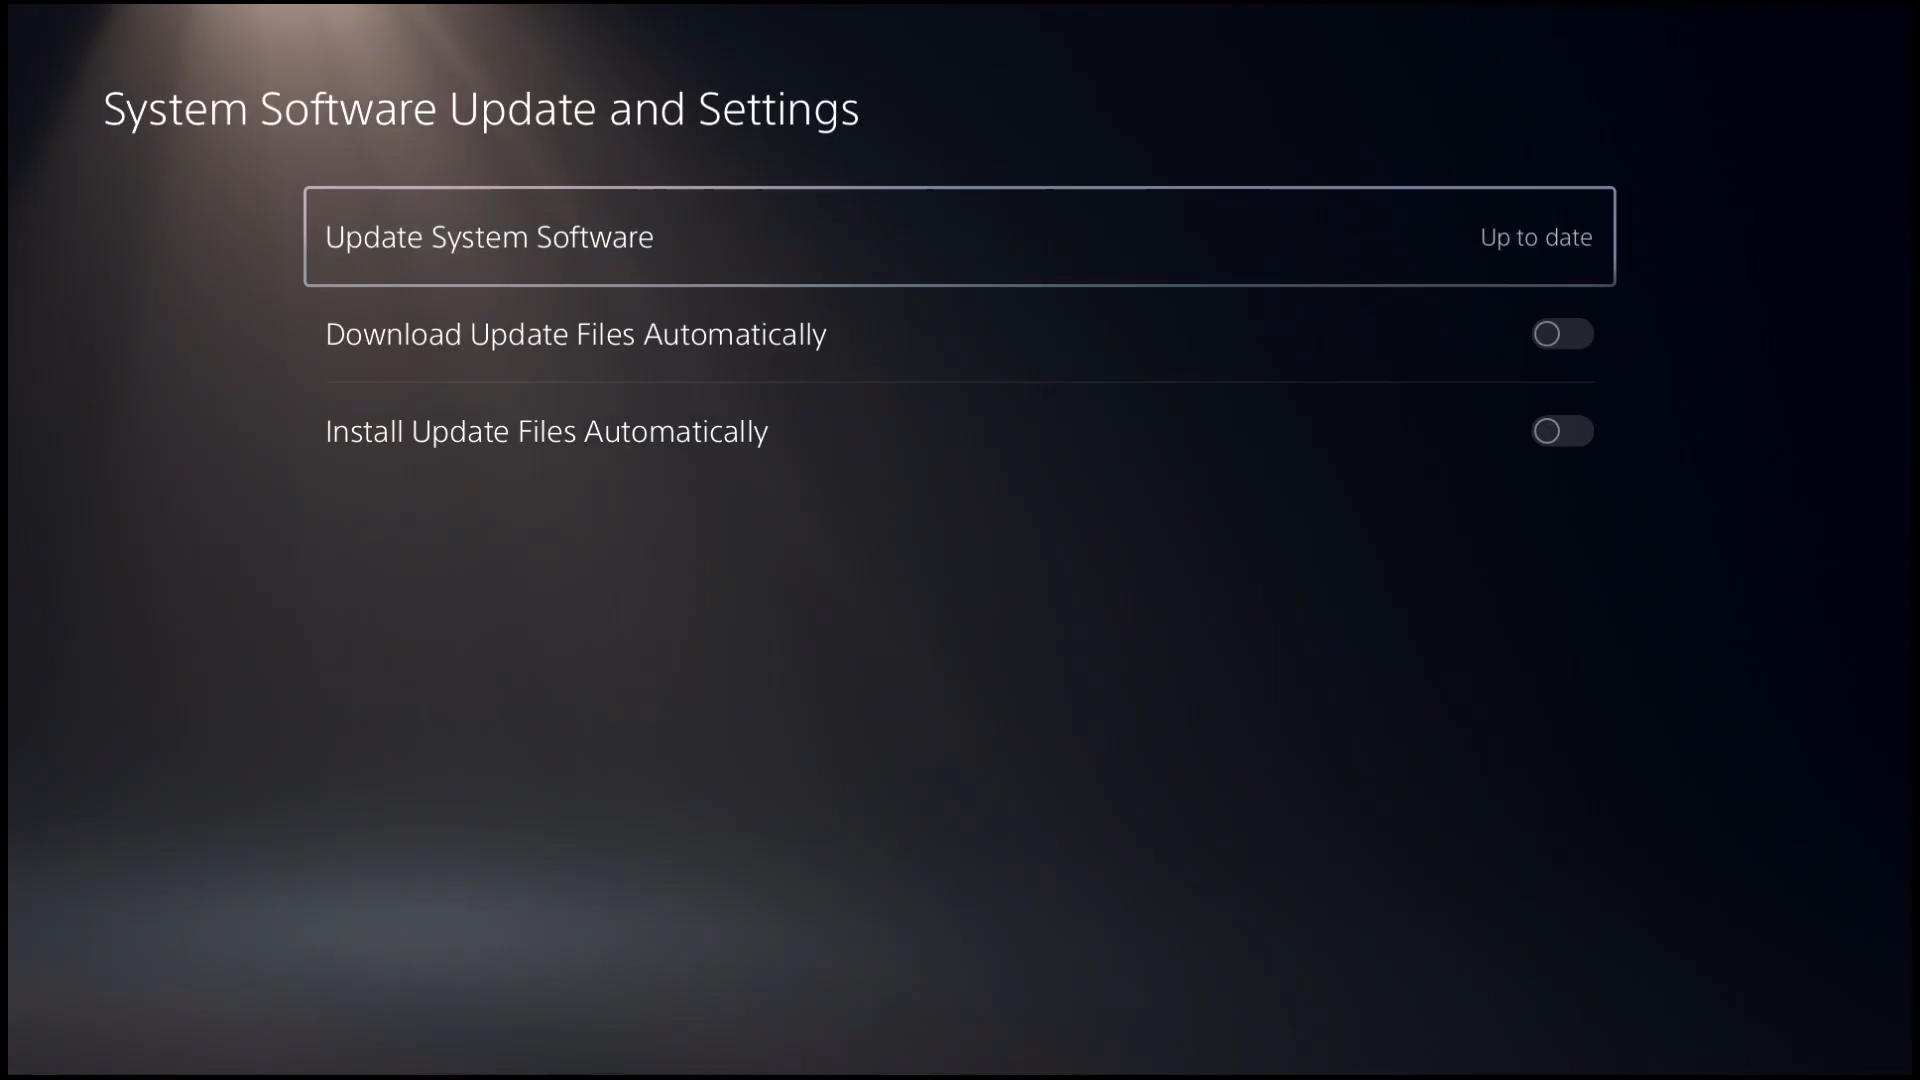 System Software Update and Settings
Update System Software Up to date
Download Update Files Automatically
Install Update Files Automatically